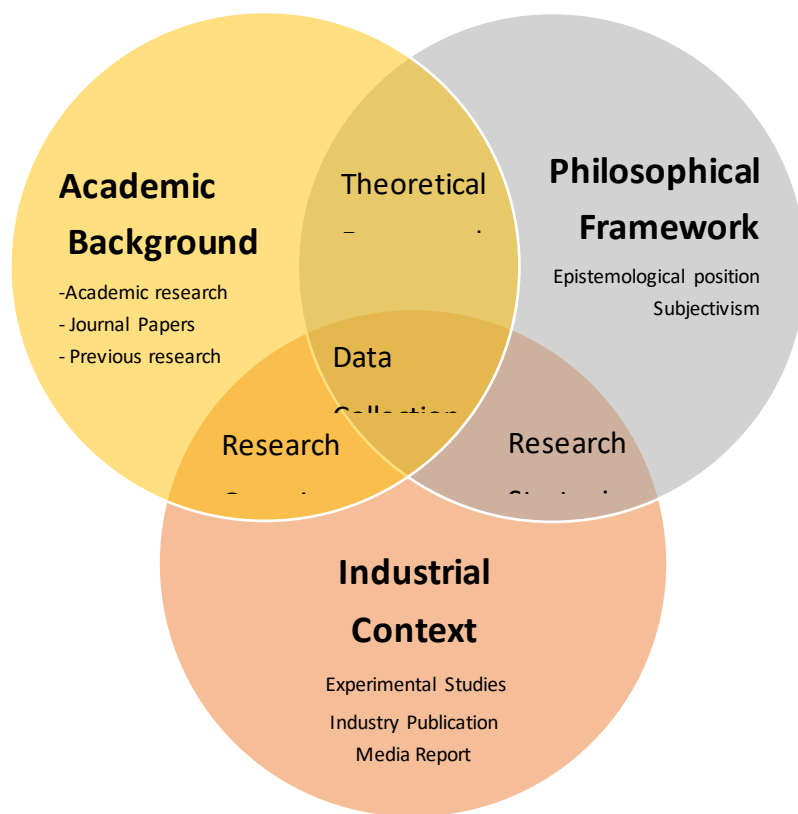 Academic
Background
-Academic research
- Journal Papers
- Previous research
Theoretical
Philosophical
Framework
Epistemological position
Subjectivism
Data
Collection
Research
Research
Industrial
Context
Experimental Studies
Industry Publication
Media Report